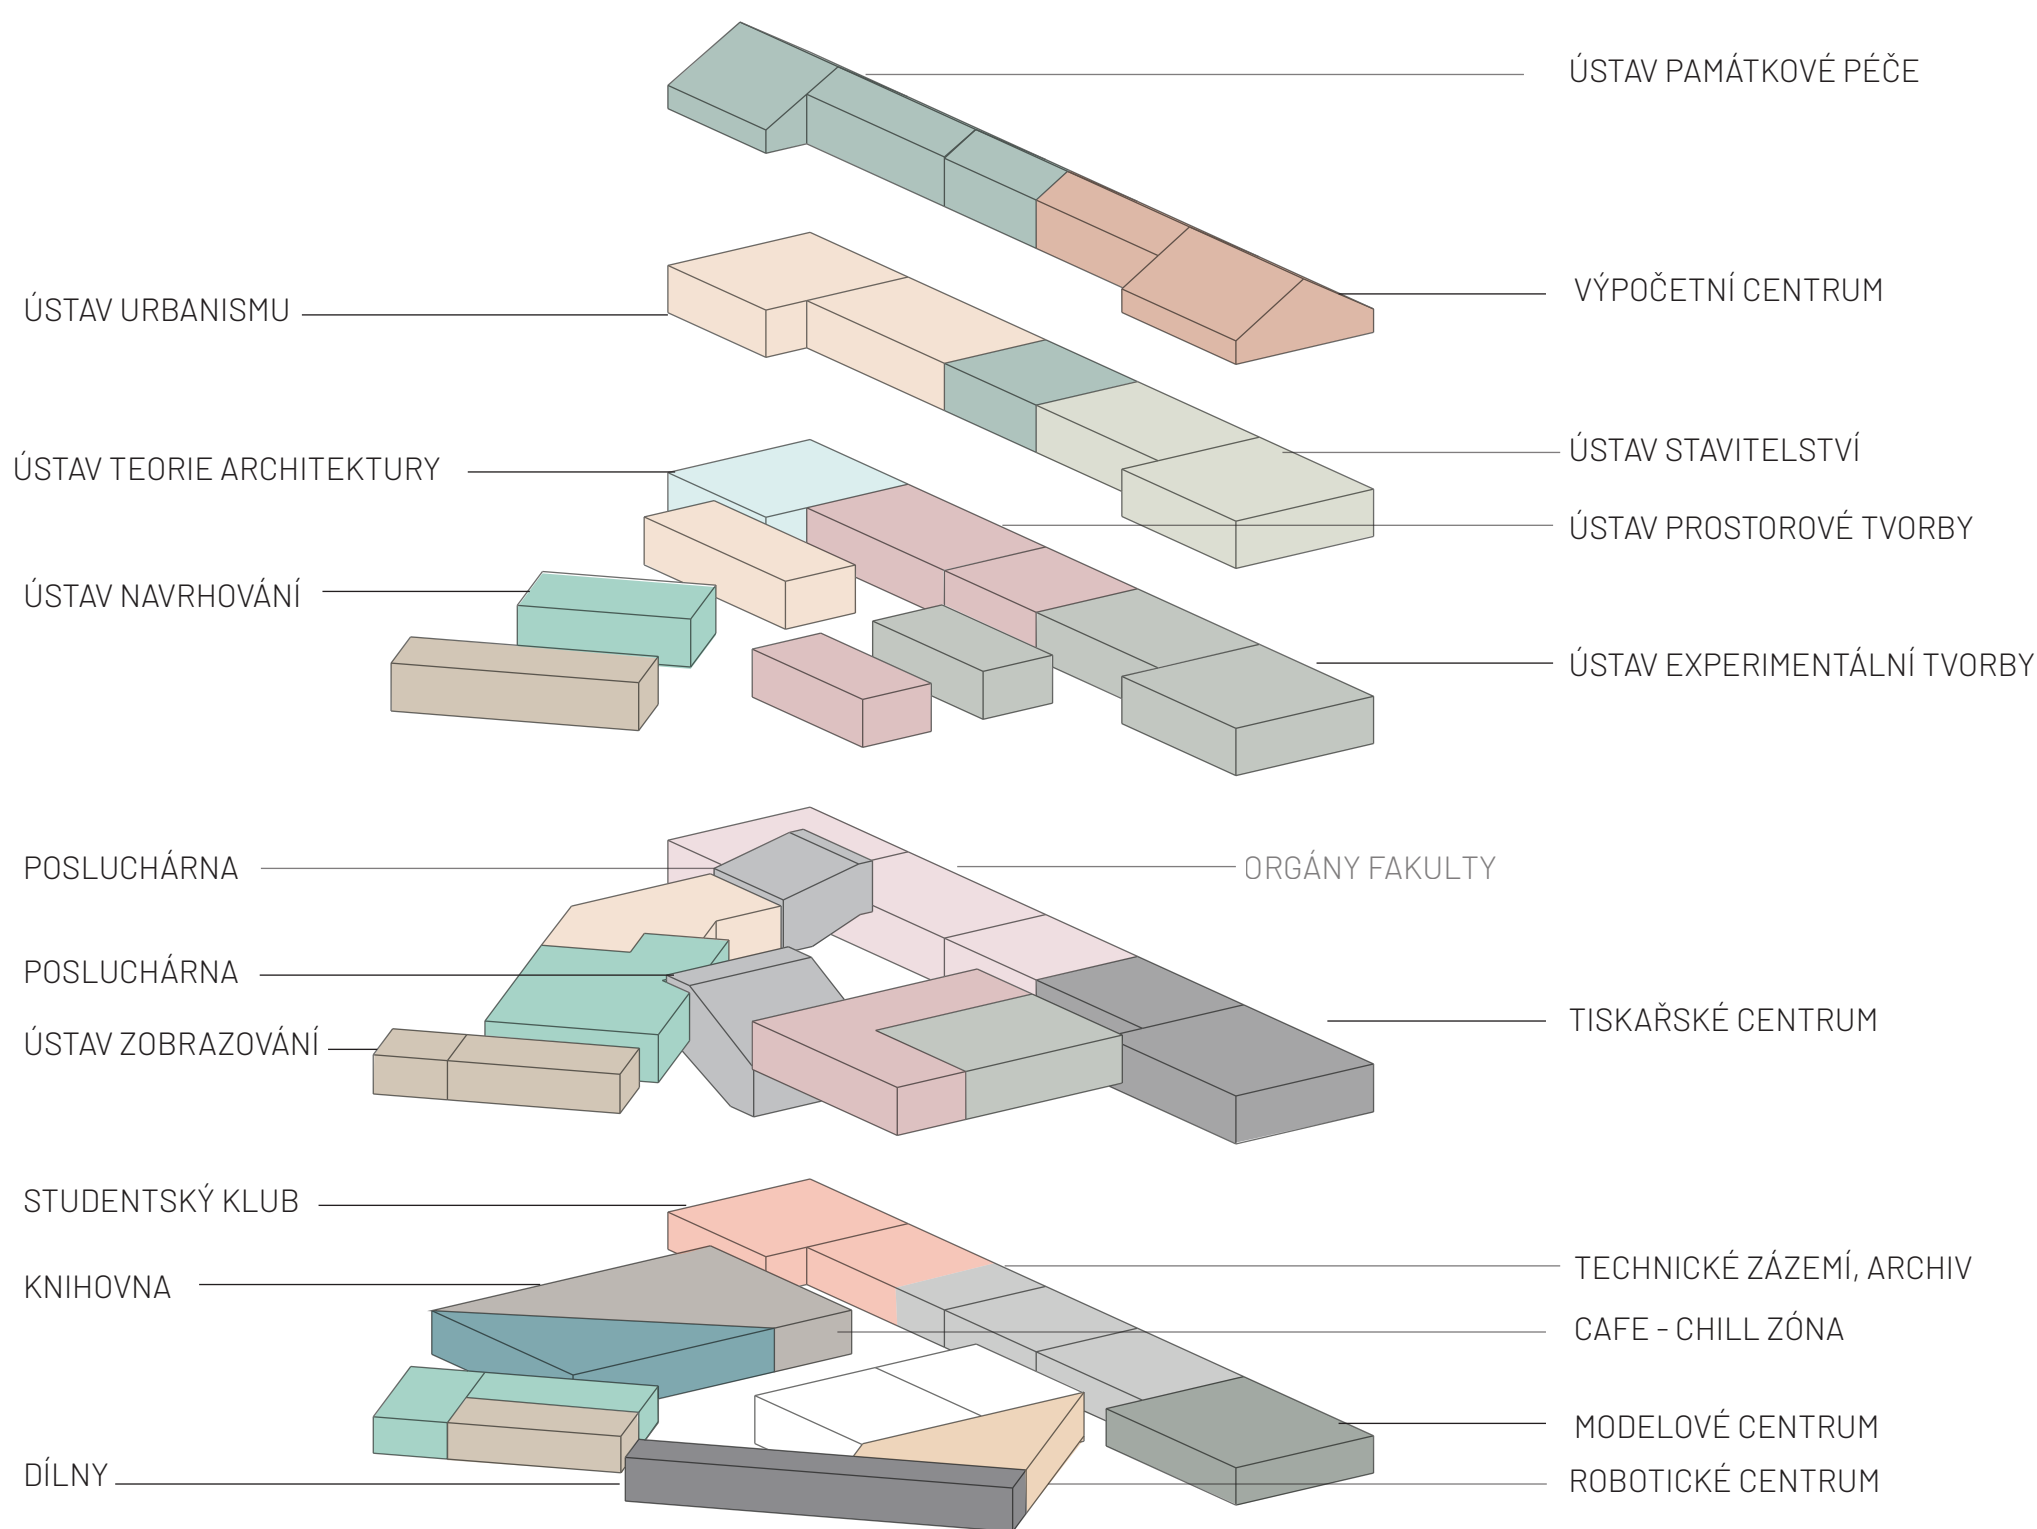 ÚSTAV PAMÁTKOVÉ PÉČE
VÝPOČETNÍ CENTRUM
ÚSTAV URBANISMU
ÚSTAV STAVITELSTVÍ
ÚSTAV TEORIE ARCHITEKTURY
ÚSTAV PROSTOROVÉ TVORBY
ÚSTAV NAVRHOVÁNÍ
ÚSTAV EXPERIMENTÁLNÍ TVORBY
POSLUCHÁRNA
ORGÁNY FAKULTY
POSLUCHÁRNA
TISKAŘSKÉ CENTRUM
ÚSTAV ZOBRAZOVÁNÍ
STUDENTSKÝ KLUB
TECHNICKÉ ZÁZEMÍ, ARCHIV
KNIHOVNA
CAFE - CHILL ZÓNA
MODELOVÉ CENTRUM
DÍLNY
ROBOTICKÉ CENTRUM